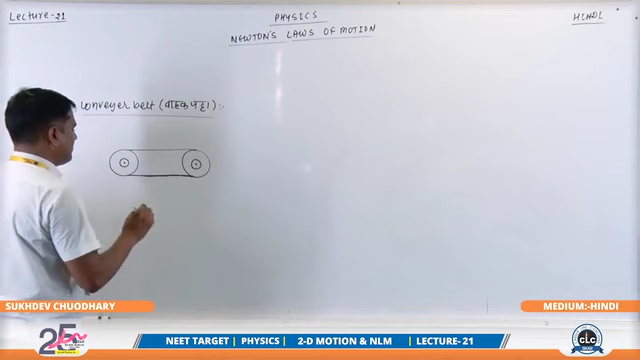 Lecture-21
PHYSICS
HINDI
NEWTON'S LAWS OF MOTION
conveyer belt (वाहक पट्टा) :-
SUKHDEV CHUODHARY
MEDIUM:-HINDI
25
NEET TARGET | PHYSICS | 2-D MOTION & NLM | LECTURE- 21
CLC